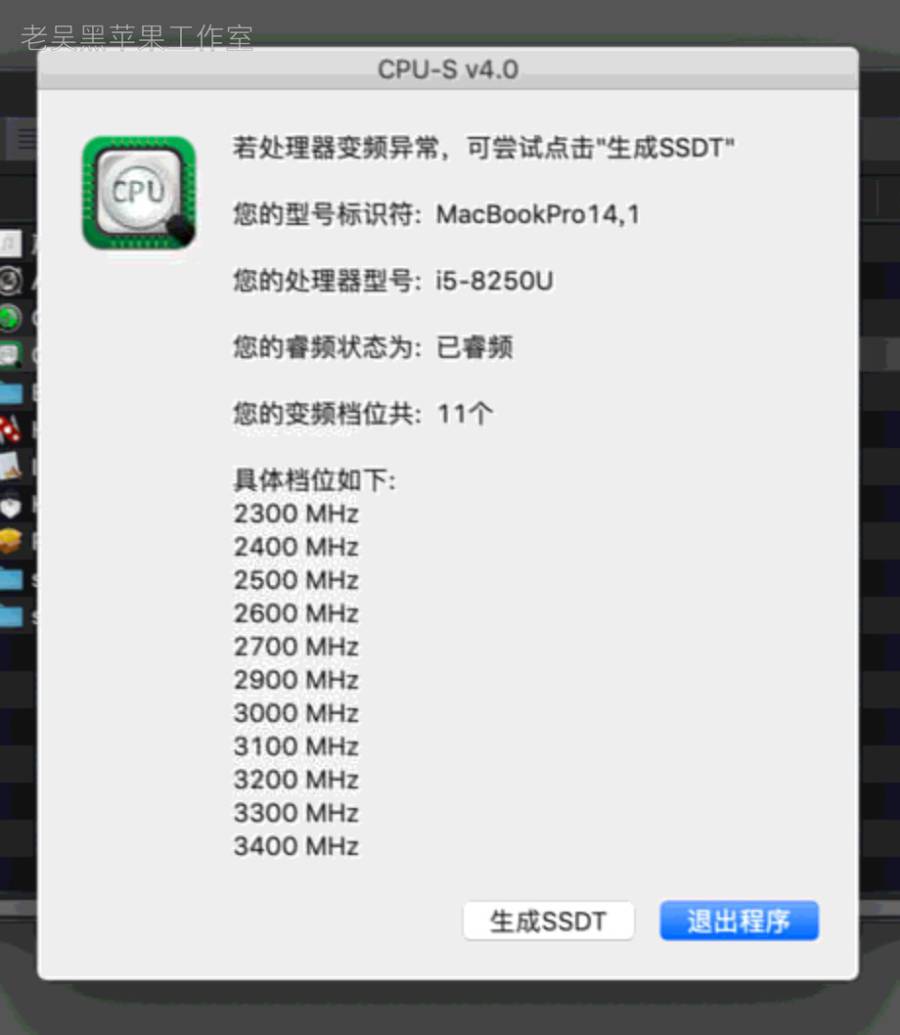 老吴黑苹果工作室
CPU-S v4.0
CPU
若处理器变频异常，可尝试点击"生成SSDT"
您的型号标识符：MacBookPro14,1
您的处理器型号：i5-8250U
您的睿频状态为：已睿频
您的变频档位共：11个
具体档位如下:
2300 MHz
2400 MHz
2500 MHz
2600 MHz
2700 MHz
2900 MHz
3000 MHz
3100 MHz
3200 MHz
3300 MHz
3400 MHz
生成SSDT
退出程序